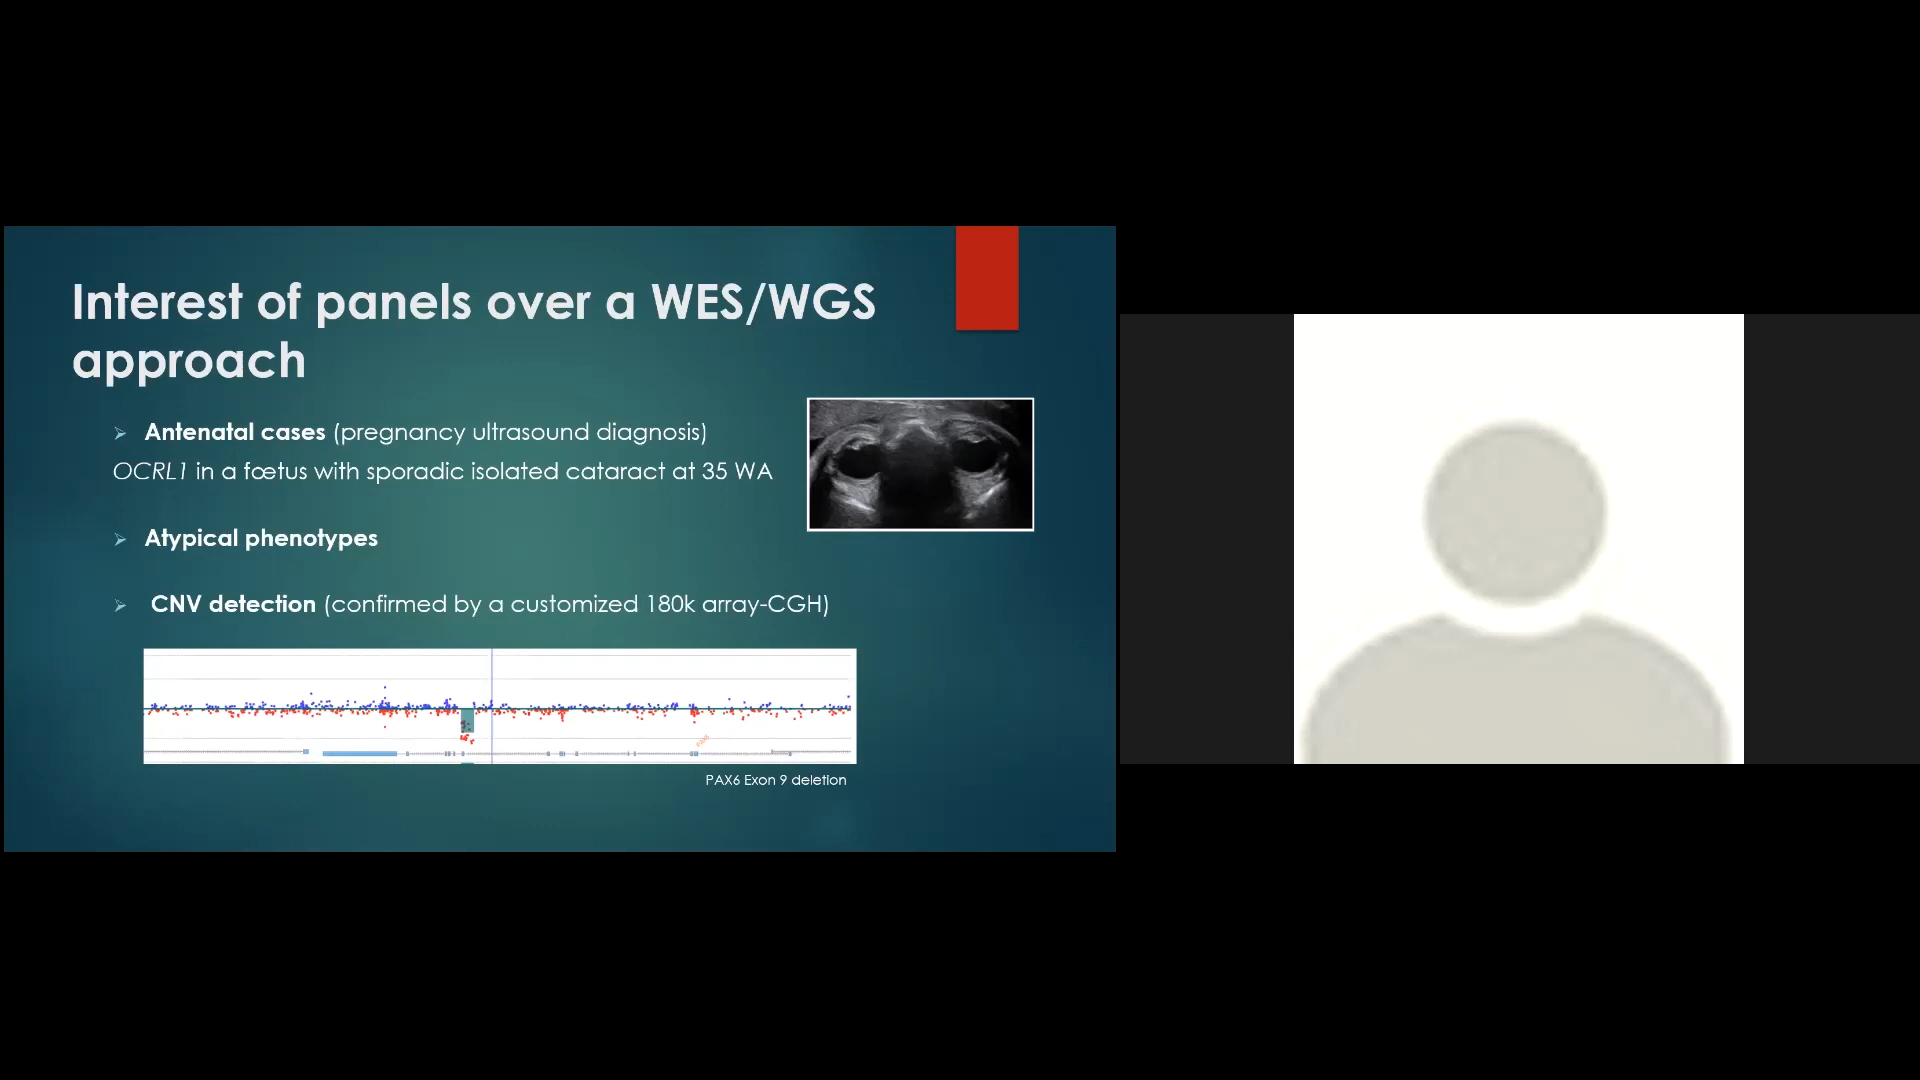 Interest of panels over a WES/WGS
approach
Antenatal cases (pregnancy ultrasound diagnosis)
OCRL1 in a fœtus with sporadic isolated cataract at 35 WA
Atypical phenotypes
CNV detection (confirmed by a customized 180k array-CGH)
PAX6
PAX6 Exon 9 deletion